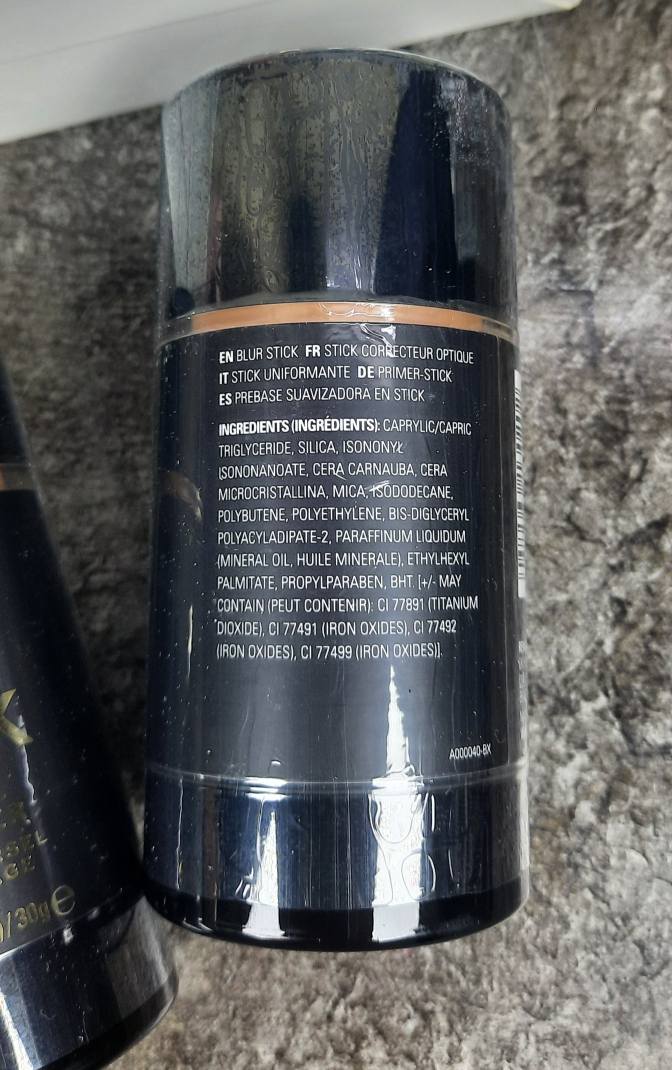 EN BLUR STICK FR STICK CORRECTEUR OPTIQUE
IT STICK UNIFORMANTE DE PRIMER-STICK
ES PREBASE SUAVIZADORA EN STICK
INGREDIENTS (INGRÉDIENTS): CAPRYLIC/CAPRIC
TRIGLYCERIDE, SILICA, ISONONYL
ISONONANOATE, CERA CARNAUBA, CERA
MICROCRISTALLINA, MICA, ISODODECANE,
POLYBUTENE, POLYETHYLENE, BIS-DIGLYCERYL
POLYACYLADIPATE-2, PARAFFINUM LIQUIDUM
(MINERAL OIL, HUILE MINERALE), ETHYLHEXYL
PALMITATE, PROPYLPARABEN, BHT [+/- MAY
CONTAIN (PEUT CONTENIR): CI 77891 (TITANIUM
DIOXIDE), CI 77491 (IRON OXIDES), CI 77492
(IRON OXIDES), CI 77499 (IRON OXIDES)].
A000040-BX
/30g e